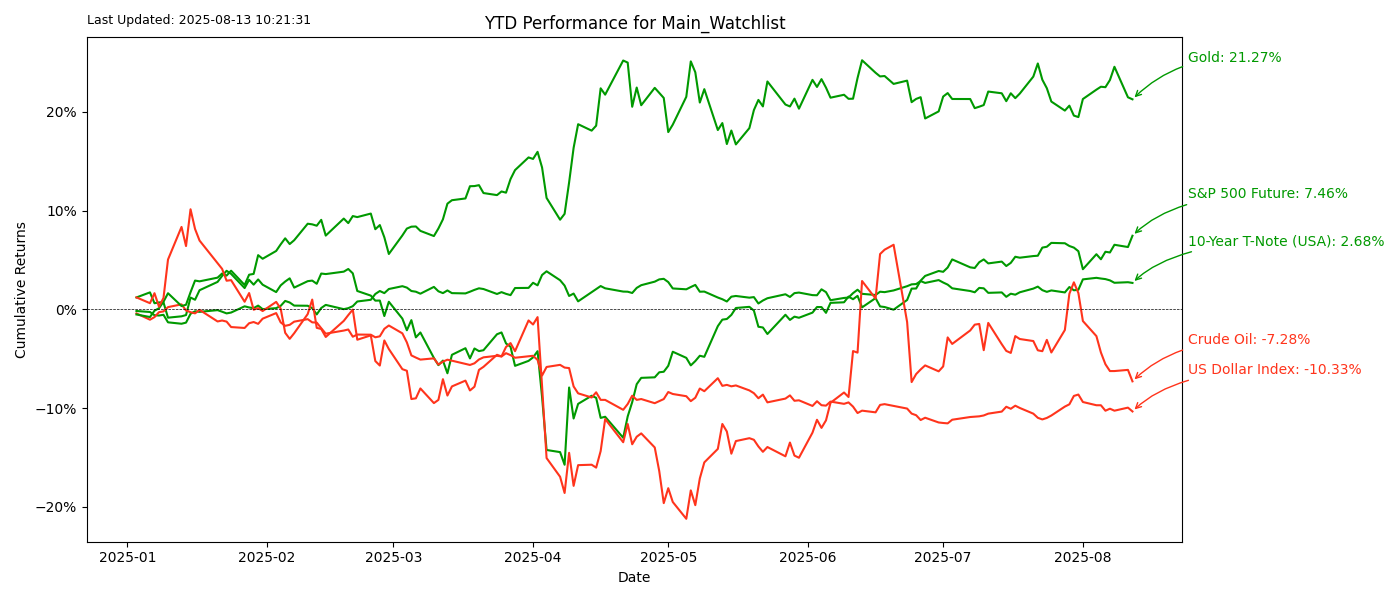 Last Updated: 2025-08-13 10:21:31
YTD Performance for Main_Watchlist
Gold: 21.27%
S&P 500 Future: 7.46%
10-Year T-Note (USA): 2.68%
Crude Oil: -7.28%
US Dollar Index: -10.33%
Cumulative Returns
20%
10%
0%
−10%
−20%
2025-01
2025-02
2025-03
2025-04
2025-05
2025-06
2025-07
2025-08
Date